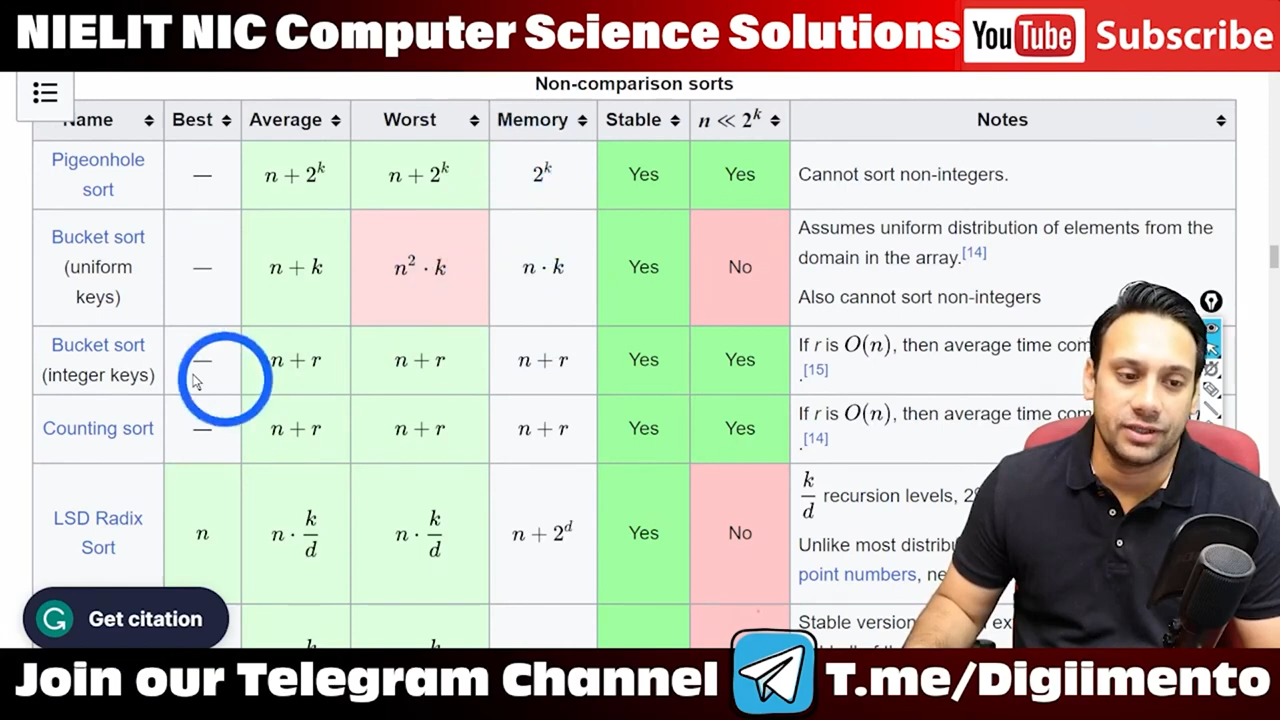 NIELIT NIC Computer Science Solutions
YouTube Subscribe
Non-comparison sorts
Name Best Average Worst Memory Stable n ≪ 2^k Notes
Pigeonhole sort — n + 2^k n + 2^k 2^k Yes Yes Cannot sort non-integers.
Bucket sort (uniform keys) — n + k n^2 · k n · k Yes No Assumes uniform distribution of elements from the domain in the array.[14]
Also cannot sort non-integers
Bucket sort (integer keys) — n + r n + r n + r Yes Yes If r is O(n), then average time
.[15]
Counting sort — n + r n + r n + r Yes Yes If r is O(n), then average time
.[14]
LSD Radix Sort n n · k/d n · k/d n + 2^d Yes No k/d recursion levels,
Unlike most
point numbers,
Stable version
Get citation
Join our Telegram Channel T.me/Digiimento